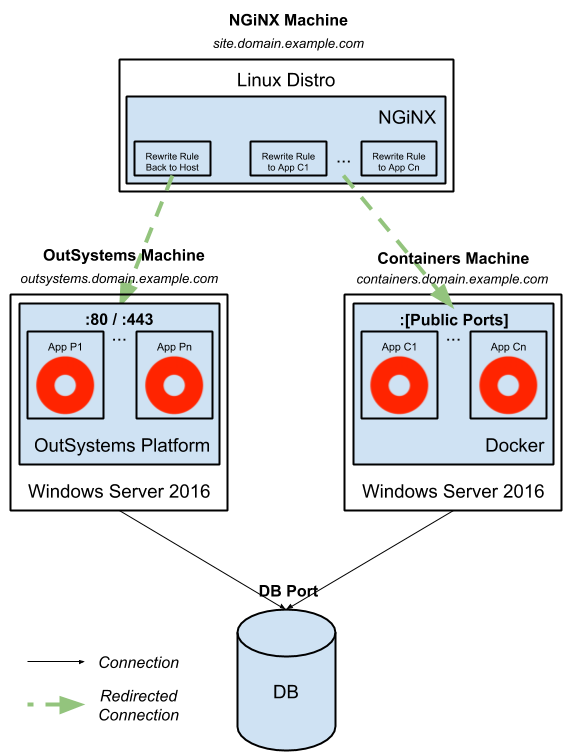 NGiNX Machine
site.domain.example.com
Linux Distro
NGiNX
Rewrite Rule
Back to Host
Rewrite Rule
to App C1
...
Rewrite Rule
to App Cn
OutSystems Machine
outsystems.domain.example.com
:80 / :443
App P1
...
App Pn
OutSystems Platform
Windows Server 2016
Containers Machine
containers.domain.example.com
:[Public Ports]
App C1
...
App Cn
Docker
Windows Server 2016
DB Port
DB
Connection
Redirected
Connection